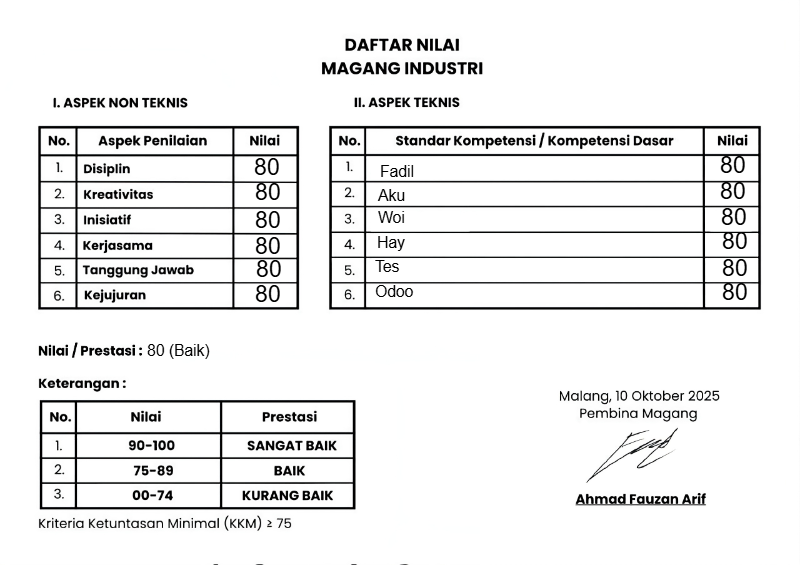 DAFTAR NILAI
MAGANG INDUSTRI
I. ASPEK NON TEKNIS
No. Aspek Penilaian Nilai
1. Disiplin 80
2. Kreativitas 80
3. Inisiatif 80
4. Kerjasama 80
5. Tanggung Jawab 80
6. Kejujuran 80
II. ASPEK TEKNIS
No. Standar Kompetensi / Kompetensi Dasar Nilai
1. Fadil 80
2. Aku 80
3. Woi 80
4. Hay 80
5. Tes 80
6. Odoo 80
Nilai / Prestasi : 80 (Baik)
Keterangan :
No. Nilai Prestasi
1. 90-100 SANGAT BAIK
2. 75-89 BAIK
3. 00-74 KURANG BAIK
Kriteria Ketuntasan Minimal (KKM) ≥ 75
Malang, 10 Oktober 2025
Pembina Magang
Ahmad Fauzan Arif